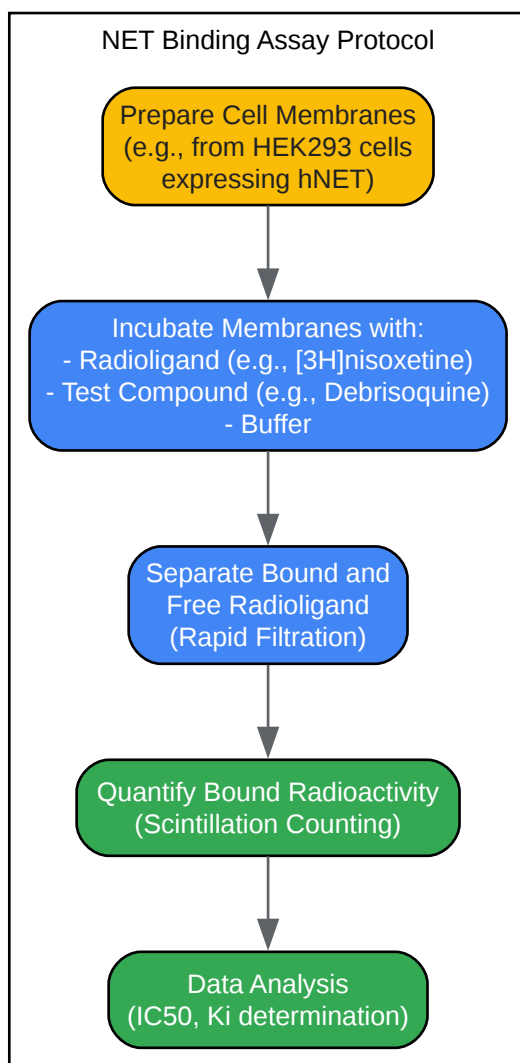 NET Binding Assay Protocol
Prepare Cell Membranes
(e.g., from HEK293 cells
expressing hNET)
Incubate Membranes with:
- Radioligand (e.g., [3H]nisoxetine)
- Test Compound (e.g., Debrisoquine)
- Buffer
Separate Bound and
Free Radioligand
(Rapid Filtration)
Quantify Bound Radioactivity
(Scintillation Counting)
Data Analysis
(IC50, Ki determination)